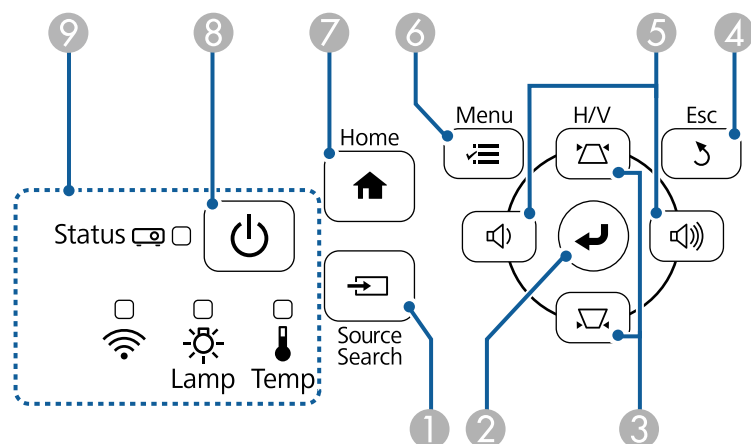 9 8 7 6 5 4
Menu H/V Esc
Home
Status
Source
Search
Lamp Temp
1 2 3